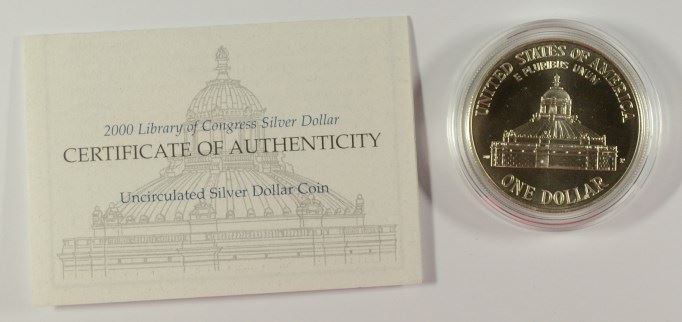 2000 Library of Congress Silver Dollar
CERTIFICATE OF AUTHENTICITY
Uncirculated Silver Dollar Coin
UNITED STATES OF AMERICA
E PLURIBUS UNUM
ONE DOLLAR